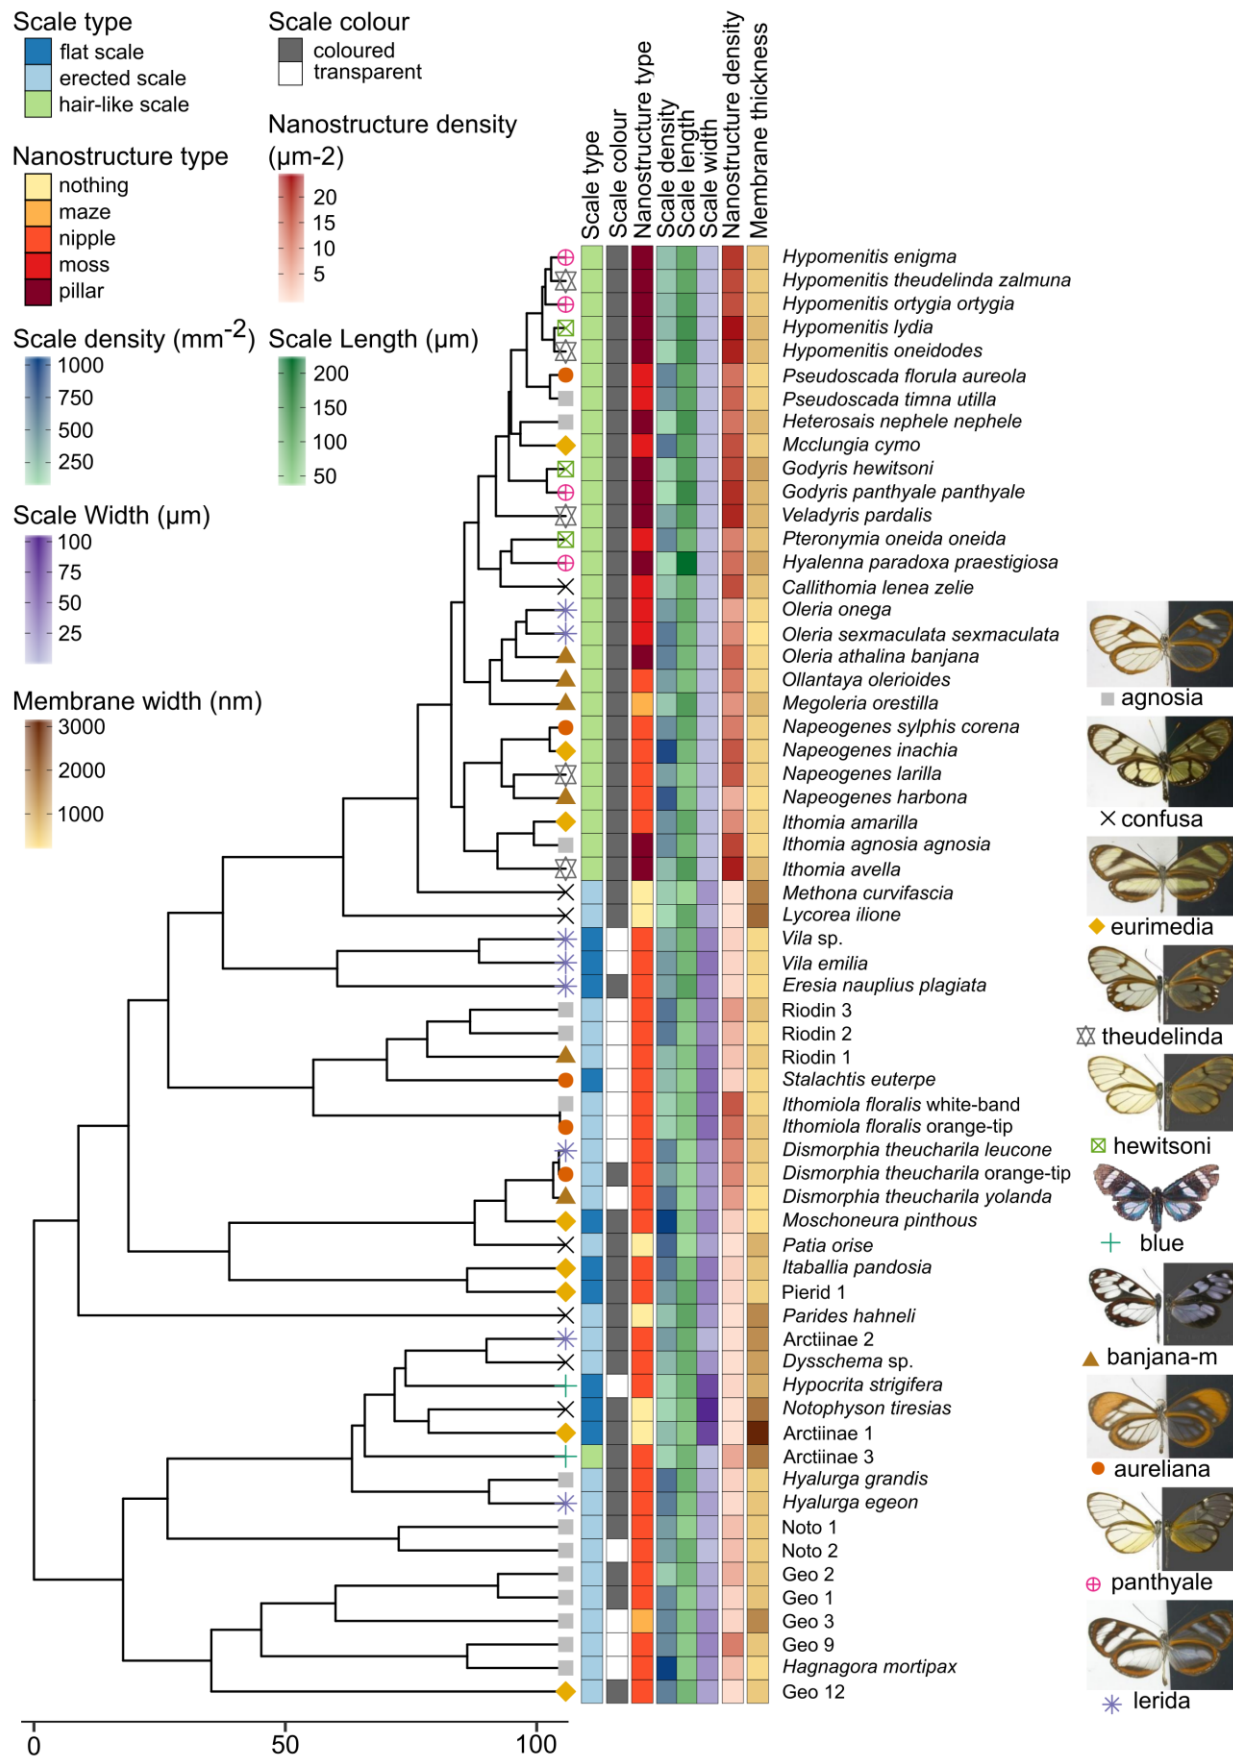 Scale type
flat scale
erected scale
hair-like scale
Scale colour
coloured
transparent
Nanostructure type
nothing
maze
nipple
moss
pillar
Nanostructure density
(µm-2)
20
15
10
5
Scale density (mm-2)
1000
750
500
250
Scale Length (µm)
200
150
100
50
Scale Width (µm)
100
75
50
25
Membrane width (nm)
3000
2000
1000
Scale type
Scale colour
Nanostructure type
Scale density
Scale length
Scale width
Nanostructure density
Membrane thickness
Hypomenitis enigma
Hypomenitis theudelinda zalmuna
Hypomenitis ortygia ortygia
Hypomenitis lydia
Hypomenitis oneidodes
Pseudoscada florula aureola
Pseudoscada timna utilla
Heterosais nephele nephele
Mcclungia cymo
Godyris hewitsoni
Godyris panthyale panthyale
Veladyris pardalis
Pteronymia oneida oneida
Hyalenna paradoxa praestigiosa
Callithomia lenea zelie
Oleria onega
Oleria sexmaculata sexmaculata
Oleria athalina banjana
Ollantaya olerioides
Megoleria orestilla
Napeogenes sylphis corena
Napeogenes inachia
Napeogenes larilla
Napeogenes harbona
Ithomia amarilla
Ithomia agnosia agnosia
Ithomia avella
Methona curvifascia
Lycorea ilione
Vila sp.
Vila emilia
Eresia nauplius plagiata
Riodin 3
Riodin 2
Riodin 1
Stalachtis euterpe
Ithomiola floralis white-band
Ithomiola floralis orange-tip
Dismorphia theucharila leucone
Dismorphia theucharila orange-tip
Dismorphia theucharila yolanda
Moschoneura pinthous
Patia orise
Itaballia pandosia
Pierid 1
Parides hahneli
Arctiinae 2
Dysschema sp.
Hypocrita strigifera
Notophyson tiresias
Arctiinae 1
Arctiinae 3
Hyalurga grandis
Hyalurga egeon
Noto 1
Noto 2
Geo 2
Geo 1
Geo 3
Geo 9
Hagnagora mortipax
Geo 12
agnosia
confusa
eurimedia
theudelinda
hewitsoni
blue
banjana-m
aureliana
panthyale
lerida
0
50
100